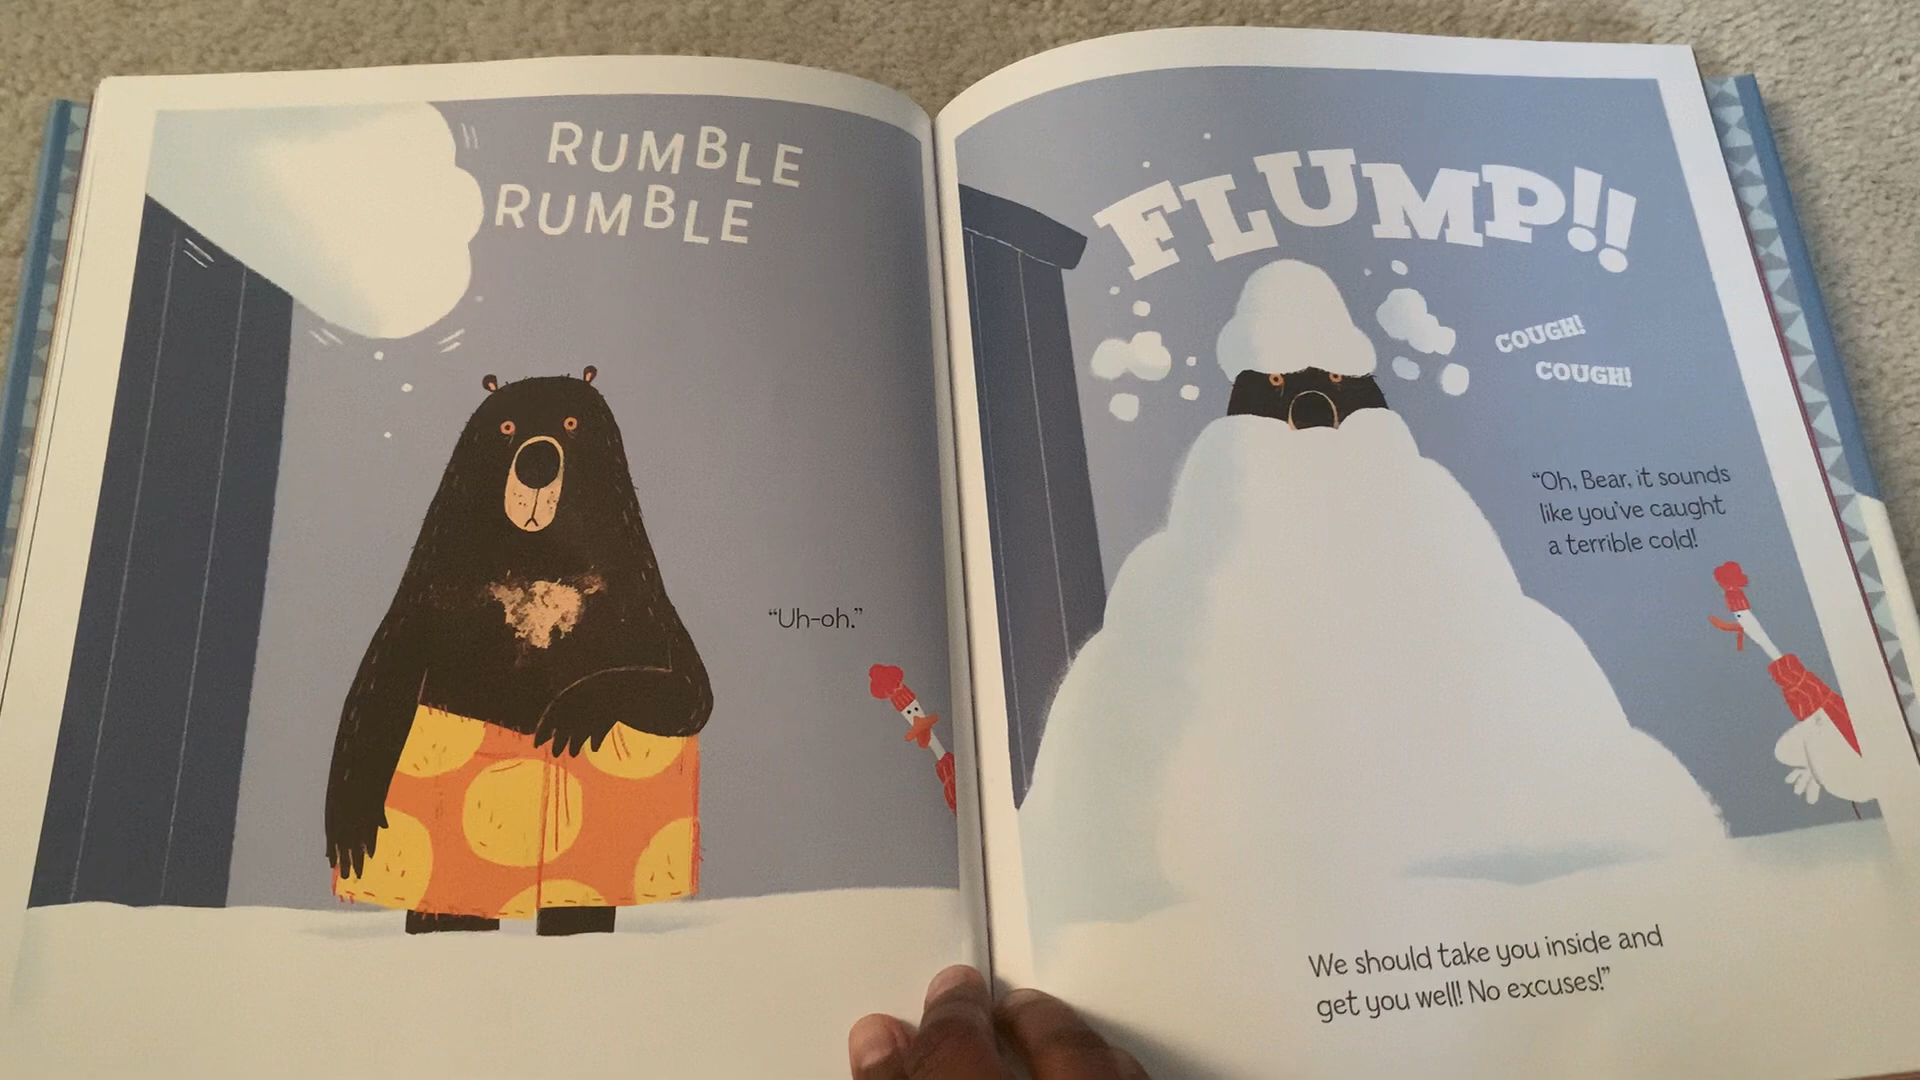 RUMBLE
RUMBLE
“Uh-oh.”
FLUMP!!
COUGH!
COUGH!
“Oh, Bear, it sounds
like you’ve caught
a terrible cold!
We should take you inside and
get you well! No excuses!”